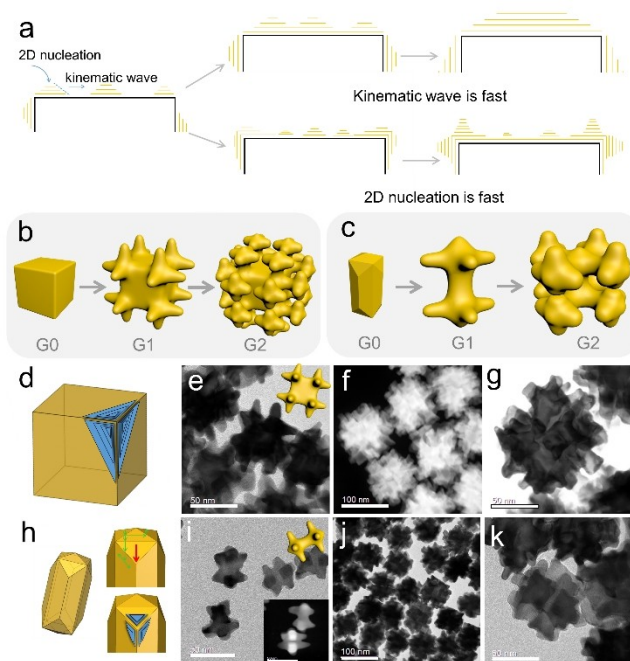 a
2D nucleation
kinematic wave
Kinematic wave is fast
2D nucleation is fast
b
G0
G1
G2
c
G0
G1
G2
d
e
50 nm
f
100 nm
g
50 nm
h
i
50 nm
j
100 nm
k
50 nm